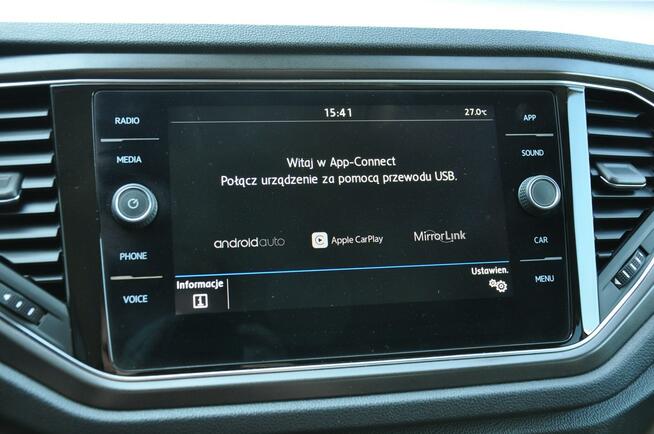 RADIO
MEDIA
PHONE
VOICE
15:41
27.0°C
Witaj w App-Connect
Połącz urządzenie za pomocą przewodu USB.
androidauto
Apple CarPlay
MirrorLink
Informacje
Ustawien.
APP
SOUND
CAR
MENU